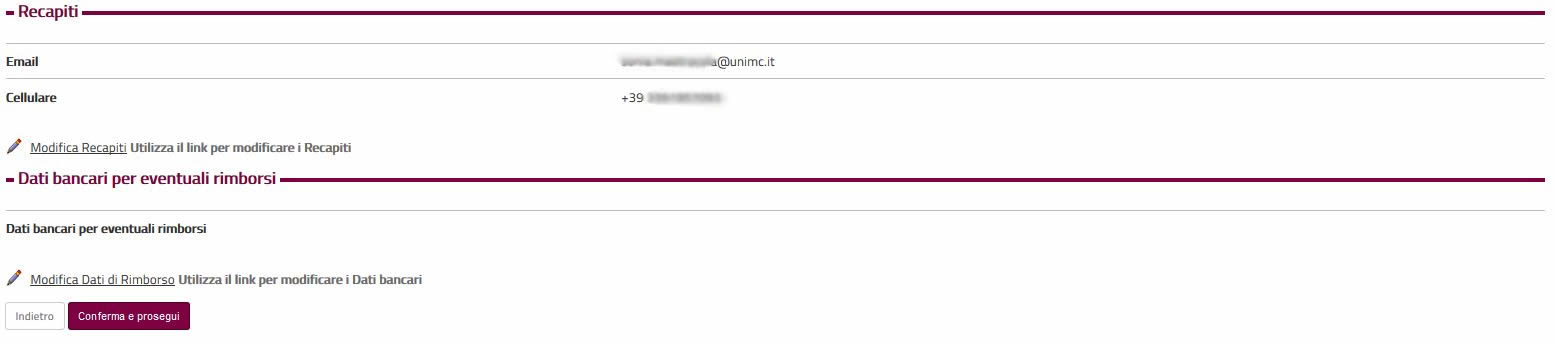 Recapiti
Email @unimc.it
Cellulare +39
Modifica Recapiti Utilizza il link per modificare i Recapiti
Dati bancari per eventuali rimborsi
Dati bancari per eventuali rimborsi
Modifica Dati di Rimborso Utilizza il link per modificare i Dati bancari
Indietro Conferma e prosegui